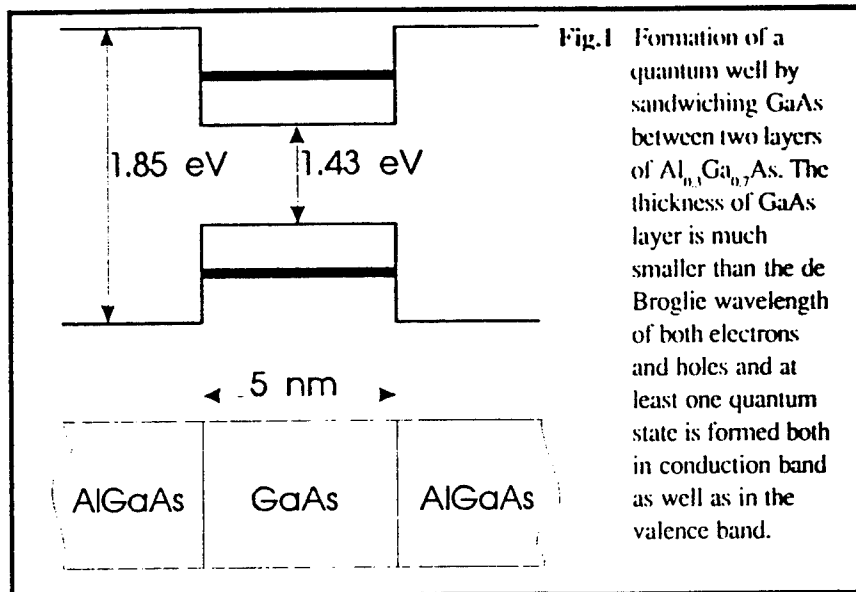 Fig.1 Formation of a
quantum well by
sandwiching GaAs
between two layers
of Al₀.₃Ga₀.₇As. The
thickness of GaAs
layer is much
smaller than the de
Broglie wavelength
of both electrons
and holes and at
least one quantum
state is formed both
in conduction band
as well as in the
valence band.
1.85 eV
1.43 eV
5 nm
AlGaAs
GaAs
AlGaAs